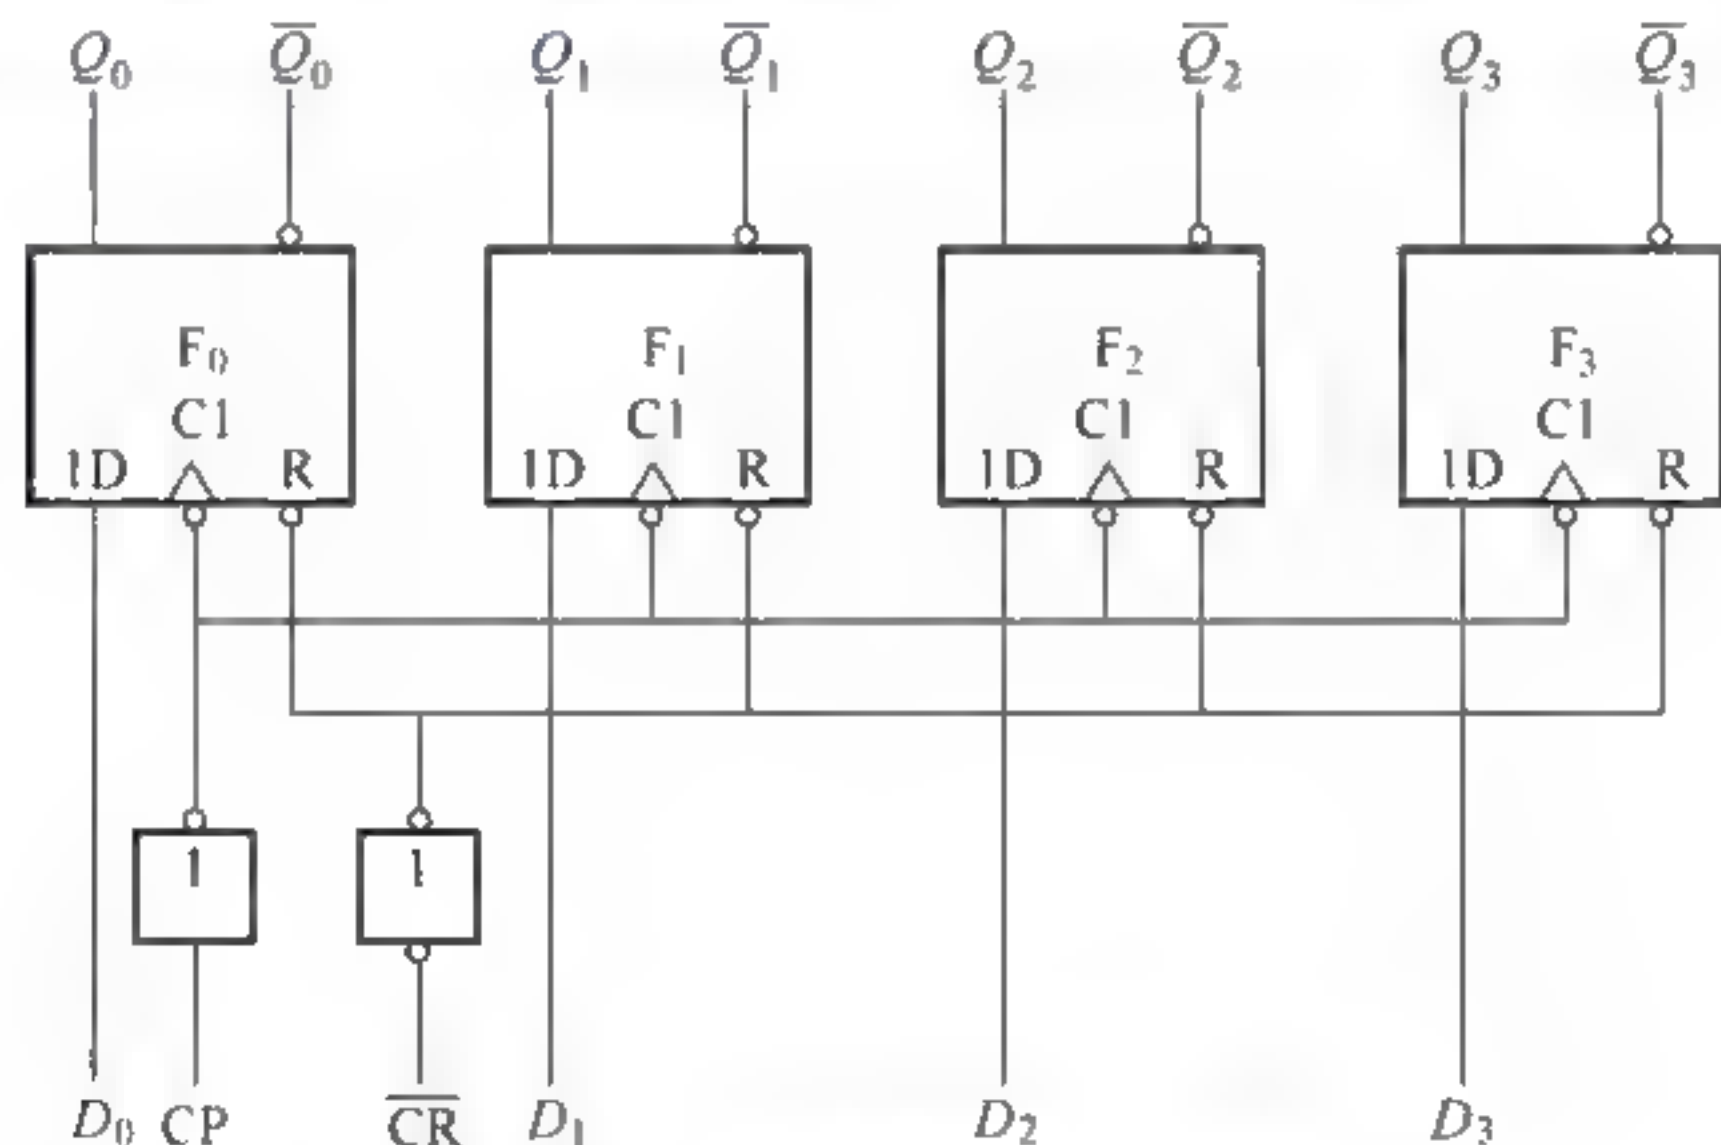 Q₀ Q̅₀ Q₁ Q̅₁ Q₂ Q̅₂ Q₃ Q̅₃
F₀ F₁ F₂ F₃
C1 C1 C1 C1
1D R 1D R 1D R 1D R
1 1
D₀ CP C̅R̅ D₁ D₂ D₃